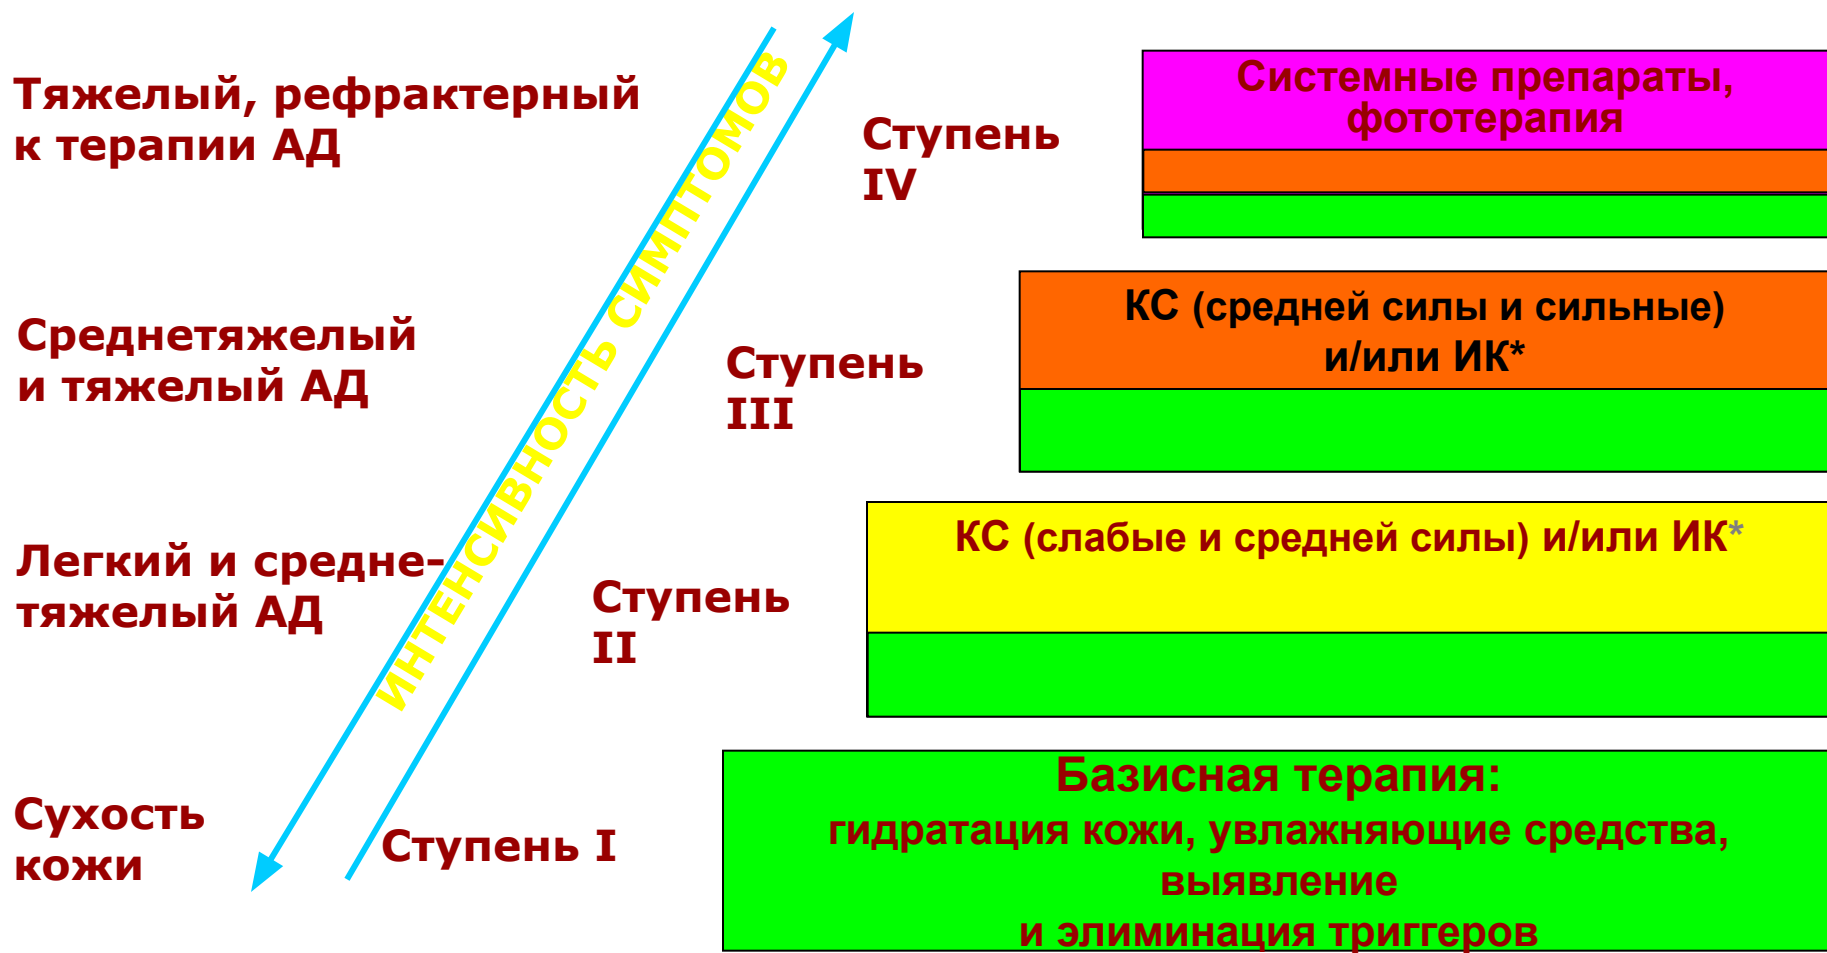 Тяжелый, рефрактерный
к терапии АД
Ступень
IV
Системные препараты,
фототерапия
ИНТЕНСИВНОСТЬ СИМПТОМОВ
Среднетяжелый
и тяжелый АД
Ступень
III
КС (средней силы и сильные)
и/или ИК*
Легкий и средне-
тяжелый АД
Ступень
II
КС (слабые и средней силы) и/или ИК*
Сухость
кожи
Ступень I
Базисная терапия:
гидратация кожи, увлажняющие средства,
выявление
и элиминация триггеров